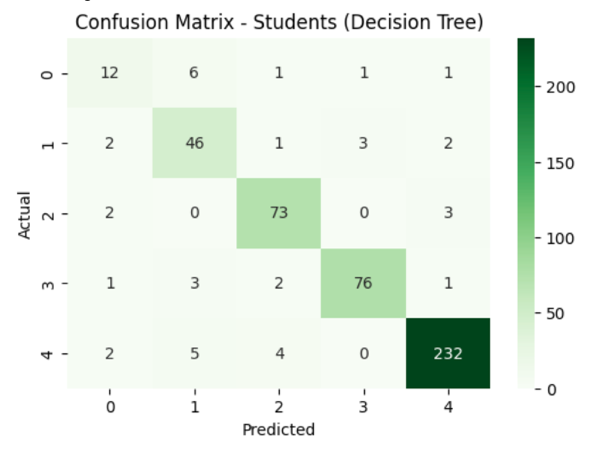 Confusion Matrix - Students (Decision Tree)
0 12 6 1 1 1
1 2 46 1 3 2
2 2 0 73 0 3
3 1 3 2 76 1
4 2 5 4 0 232
0 1 2 3 4
Predicted
Actual
200
150
100
50
0